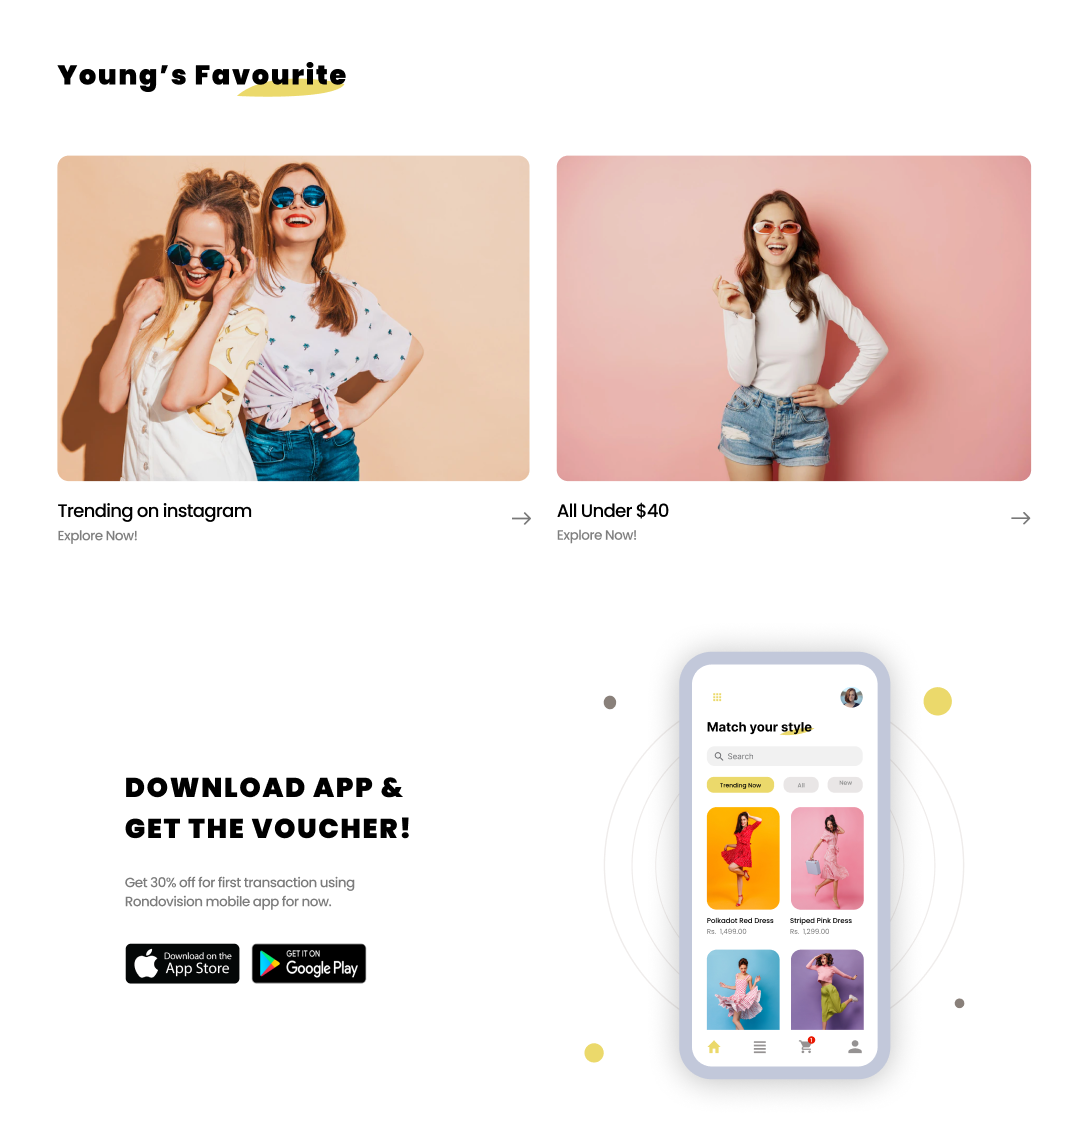 Young’s Favourite
Trending on instagram
Explore Now!
All Under $40
Explore Now!
DOWNLOAD APP &
GET THE VOUCHER!
Get 30% off for first transaction using
Rondovision mobile app for now.
Download on the
App Store
GET IT ON
Google Play
Match your style
Search
Trending Now
All
New
Polkadot Red Dress
Rs. 1,499.00
Striped Pink Dress
Rs. 1,299.00
1